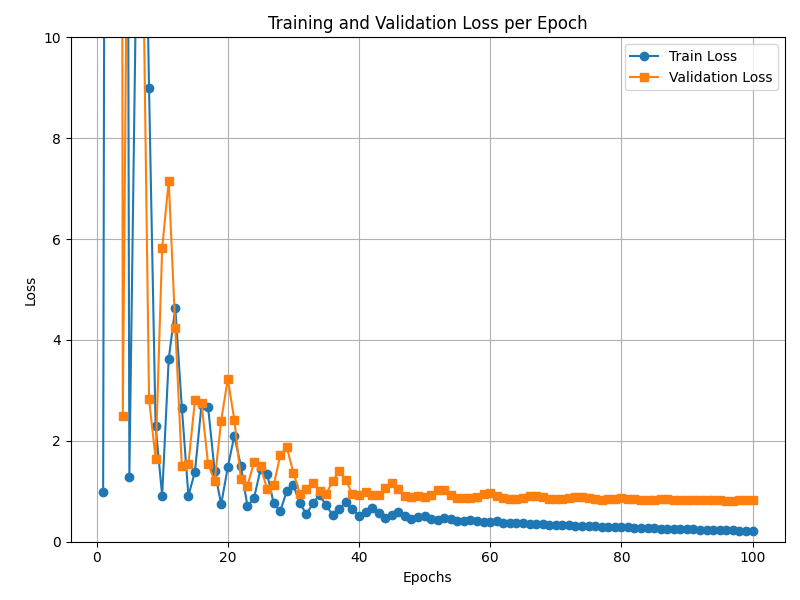 Training and Validation Loss per Epoch
Train Loss
Validation Loss
10
8
6
4
2
0
Loss
0 20 40 60 80 100
Epochs